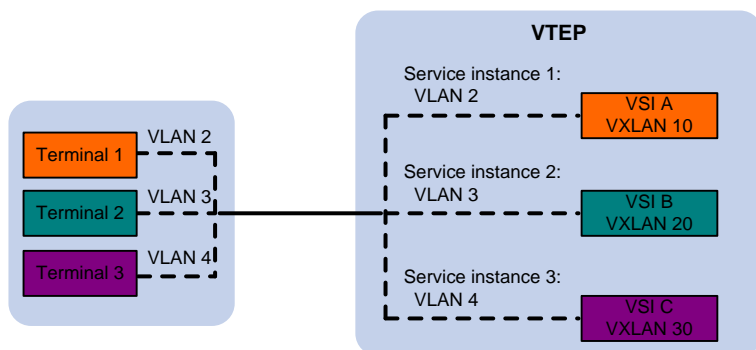 VTEP
Terminal 1
VLAN 2
Terminal 2
VLAN 3
Terminal 3
VLAN 4
Service instance 1:
VLAN 2
VSI A
VXLAN 10
Service instance 2:
VLAN 3
VSI B
VXLAN 20
Service instance 3:
VLAN 4
VSI C
VXLAN 30